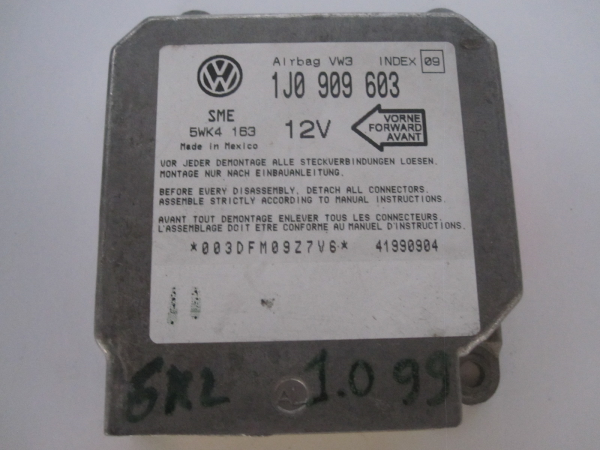 Airbag VW3 INDEX 09
1J0 909 603
SME
5WK4 163
Made in Mexico
12V
VORNE
FORWARD
AVANT
VOR JEDER DEMONTAGE ALLE STECKVERBINDUNGEN LOESEN.
MONTAGE NUR NACH EINBAUANLEITUNG.
BEFORE EVERY DISASSEMBLY, DETACH ALL CONNECTORS.
ASSEMBLE STRICTLY ACCORDING TO MANUAL INSTRUCTIONS.
AVANT TOUT DEMONTAGE ENLEVER TOUS LES CONNECTEURS.
L'ASSEMBLAGE DOIT ETRE CONFORME AU MANUEL D'INSTRUCTIONS.
*003DFM09Z7V6* 41990904
1.0 99